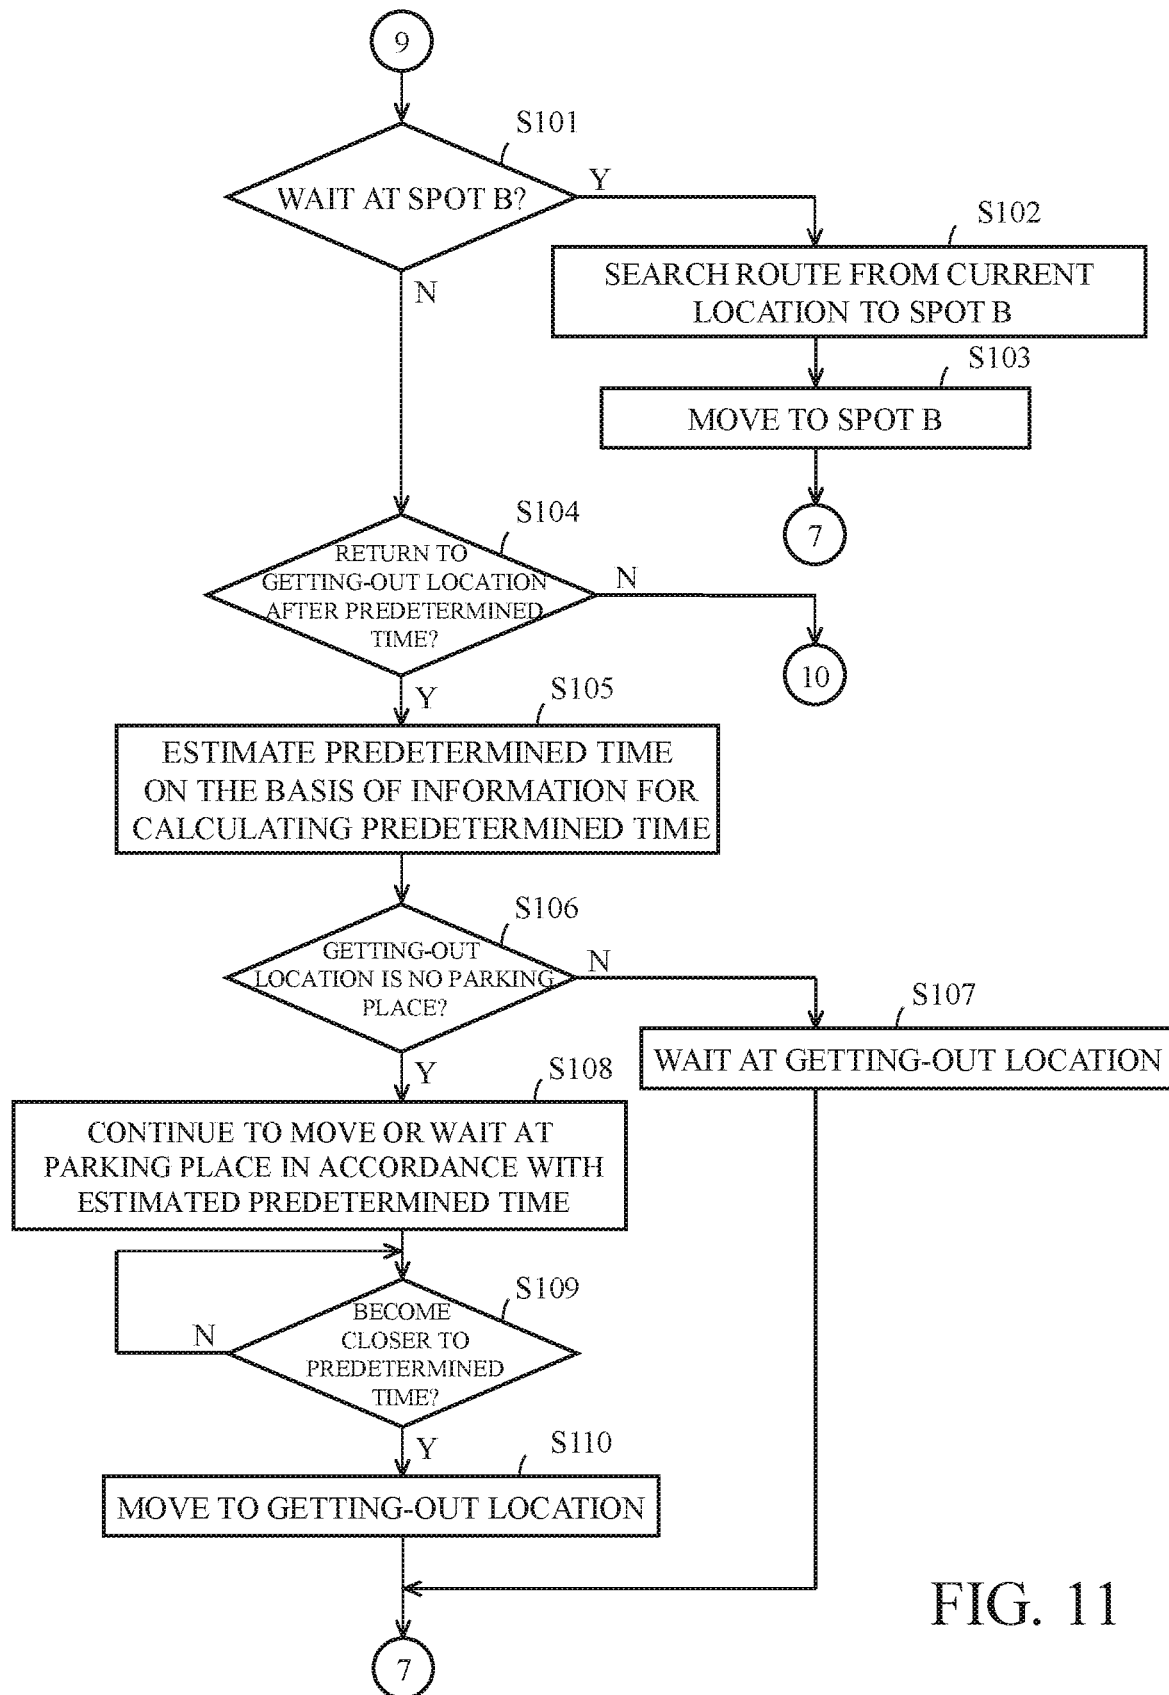 9
S101
WAIT AT SPOT B?
Y
N
S102
SEARCH ROUTE FROM CURRENT
LOCATION TO SPOT B
S103
MOVE TO SPOT B
7
S104
RETURN TO
GETTING-OUT LOCATION
AFTER PREDETERMINED
TIME?
N
10
Y
S105
ESTIMATE PREDETERMINED TIME
ON THE BASIS OF INFORMATION FOR
CALCULATING PREDETERMINED TIME
S106
GETTING-OUT
LOCATION IS NO PARKING
PLACE?
N
S107
WAIT AT GETTING-OUT LOCATION
Y
S108
CONTINUE TO MOVE OR WAIT AT
PARKING PLACE IN ACCORDANCE WITH
ESTIMATED PREDETERMINED TIME
S109
BECOME
CLOSER TO
PREDETERMINED
TIME?
N
Y
S110
MOVE TO GETTING-OUT LOCATION
7
FIG. 11